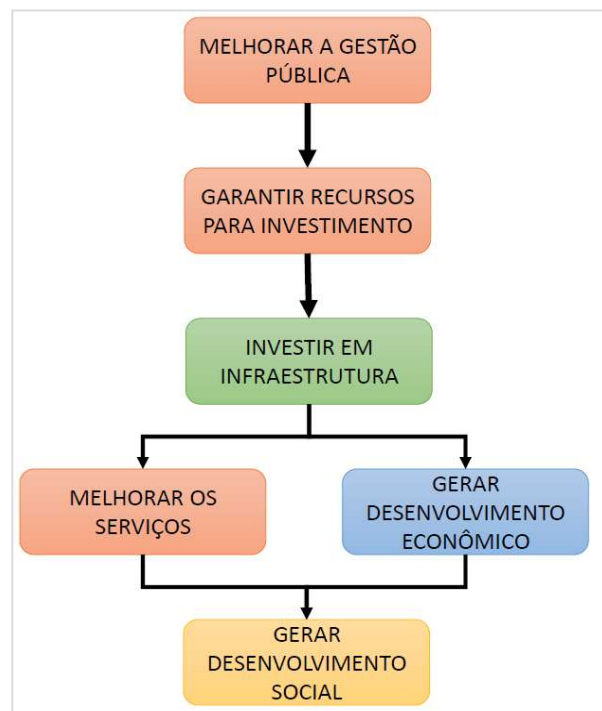 MELHORAR A GESTÃO
PÚBLICA
GARANTIR RECURSOS
PARA INVESTIMENTO
INVESTIR EM
INFRAESTRUTURA
MELHORAR OS
SERVIÇOS
GERAR
DESENVOLVIMENTO
ECONÔMICO
GERAR
DESENVOLVIMENTO
SOCIAL